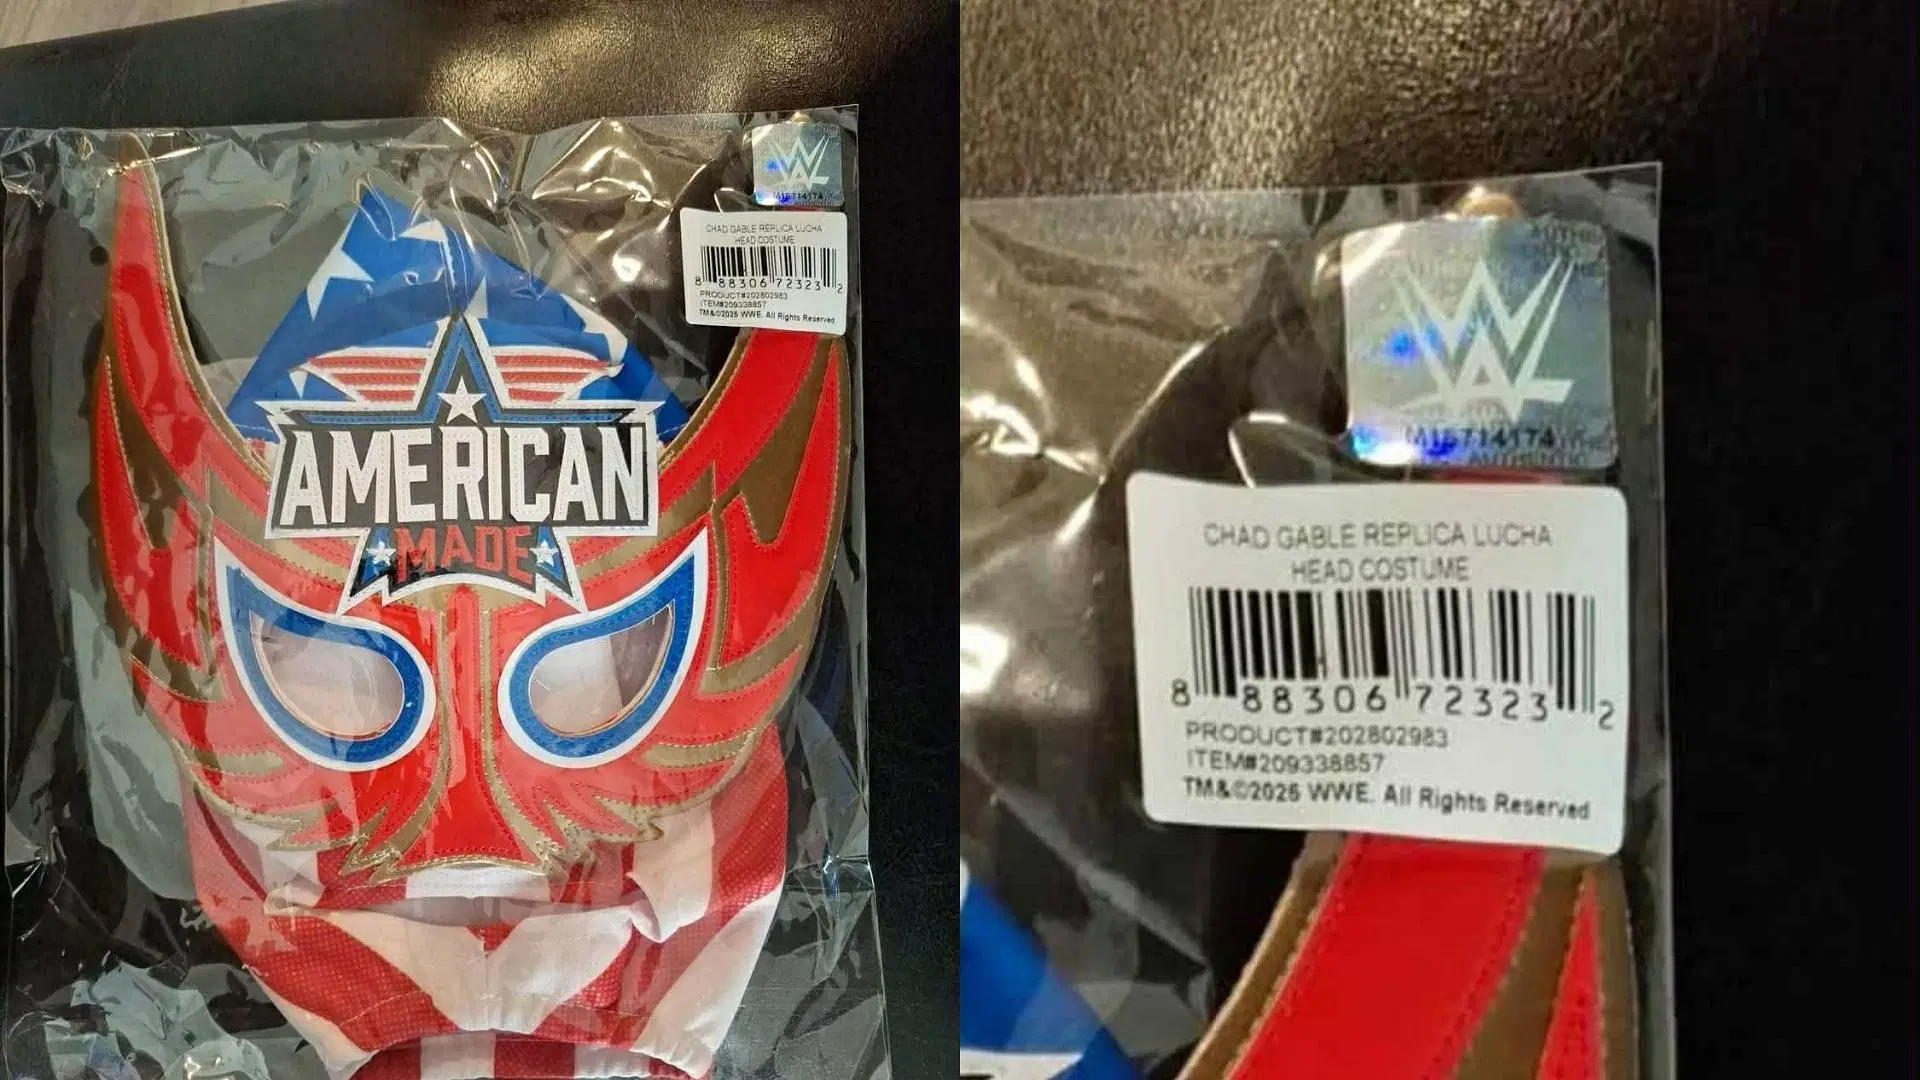 AMERICAN
MADE
CHAD GABLE REPLICA LUCHA
HEAD COSTUME
8 88306 72323 2
PRODUCT#202802983
ITEM#209338857
TM&©2025 WWE. All Rights Reserved
W
M15714174
CHAD GABLE REPLICA LUCHA
HEAD COSTUME
8 88306 72323 2
PRODUCT#202802983
ITEM#209338857
TM&©2025 WWE. All Rights Reserved